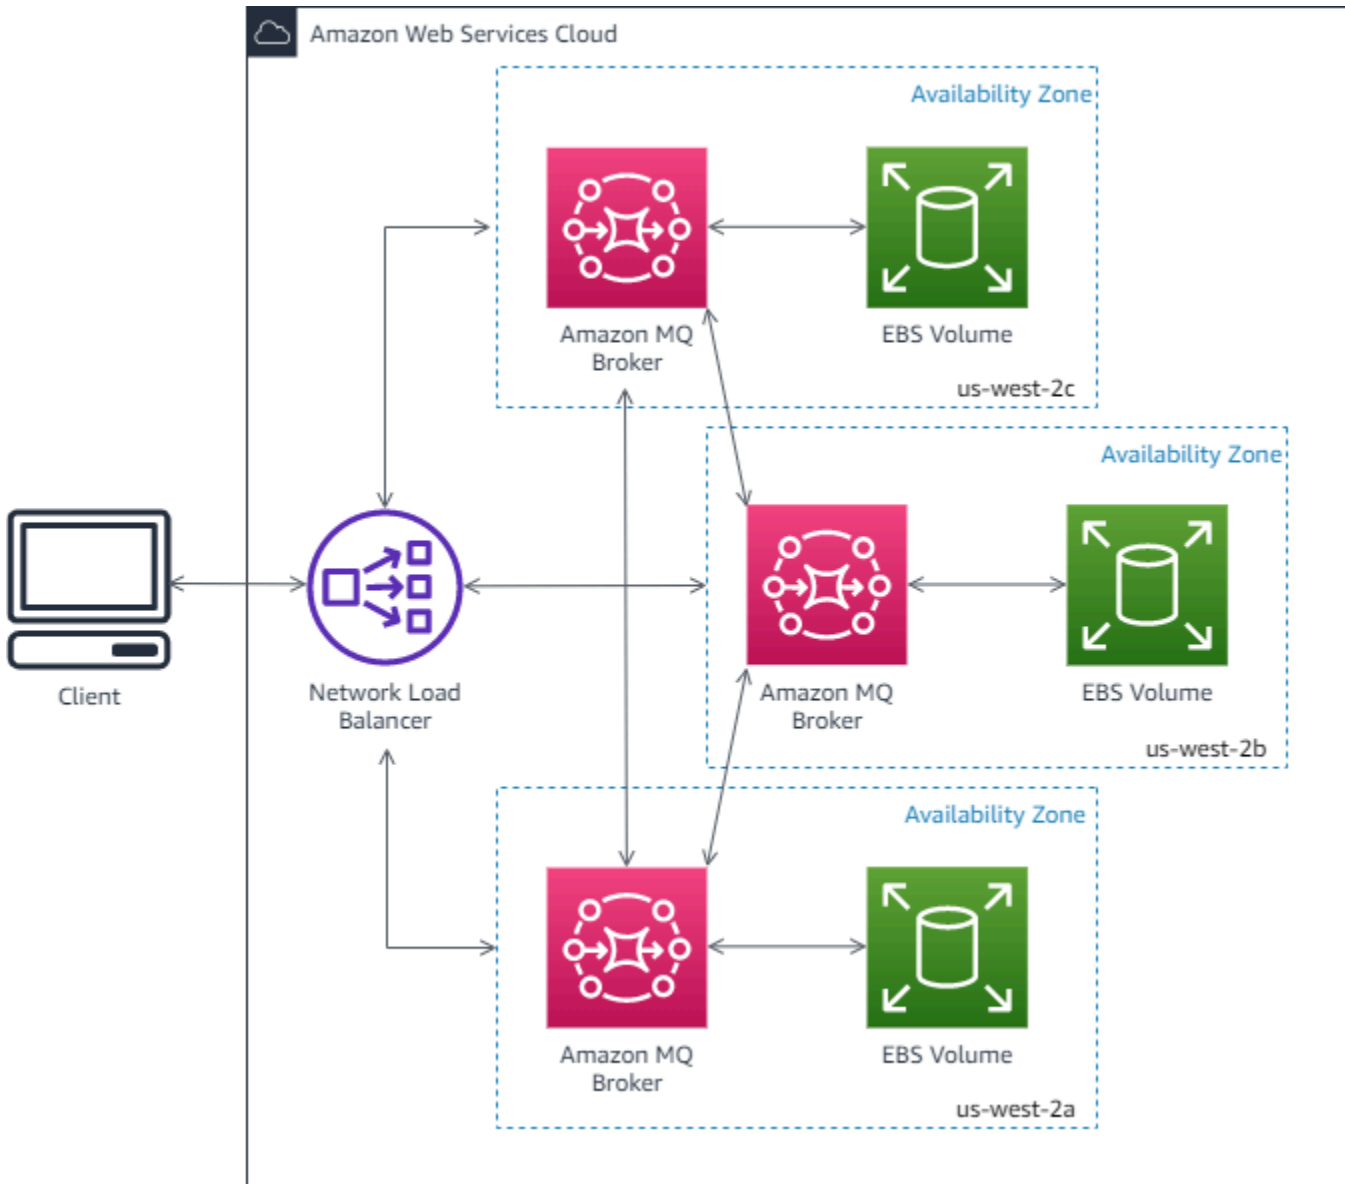 Amazon Web Services Cloud
Availability Zone
Amazon MQ
Broker
EBS Volume
us-west-2c
Availability Zone
Client
Network Load
Balancer
Amazon MQ
Broker
EBS Volume
us-west-2b
Availability Zone
Amazon MQ
Broker
EBS Volume
us-west-2a